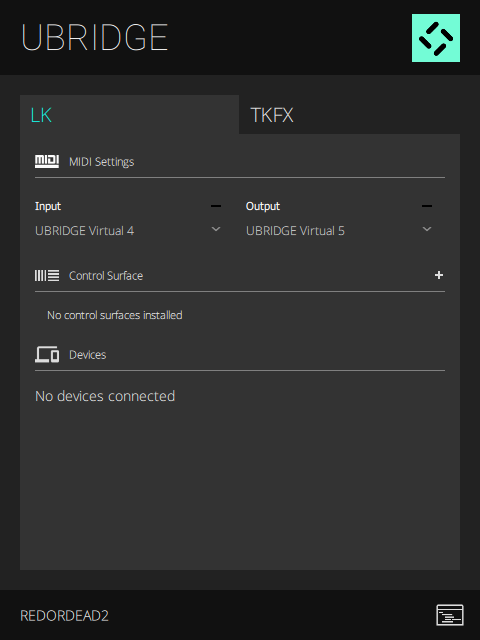 UBRIDGE
LK TKFX
MIDI MIDI Settings
Input Output
UBRIDGE Virtual 4 UBRIDGE Virtual 5
Control Surface +
No control surfaces installed
Devices
No devices connected
REDORDEAD2